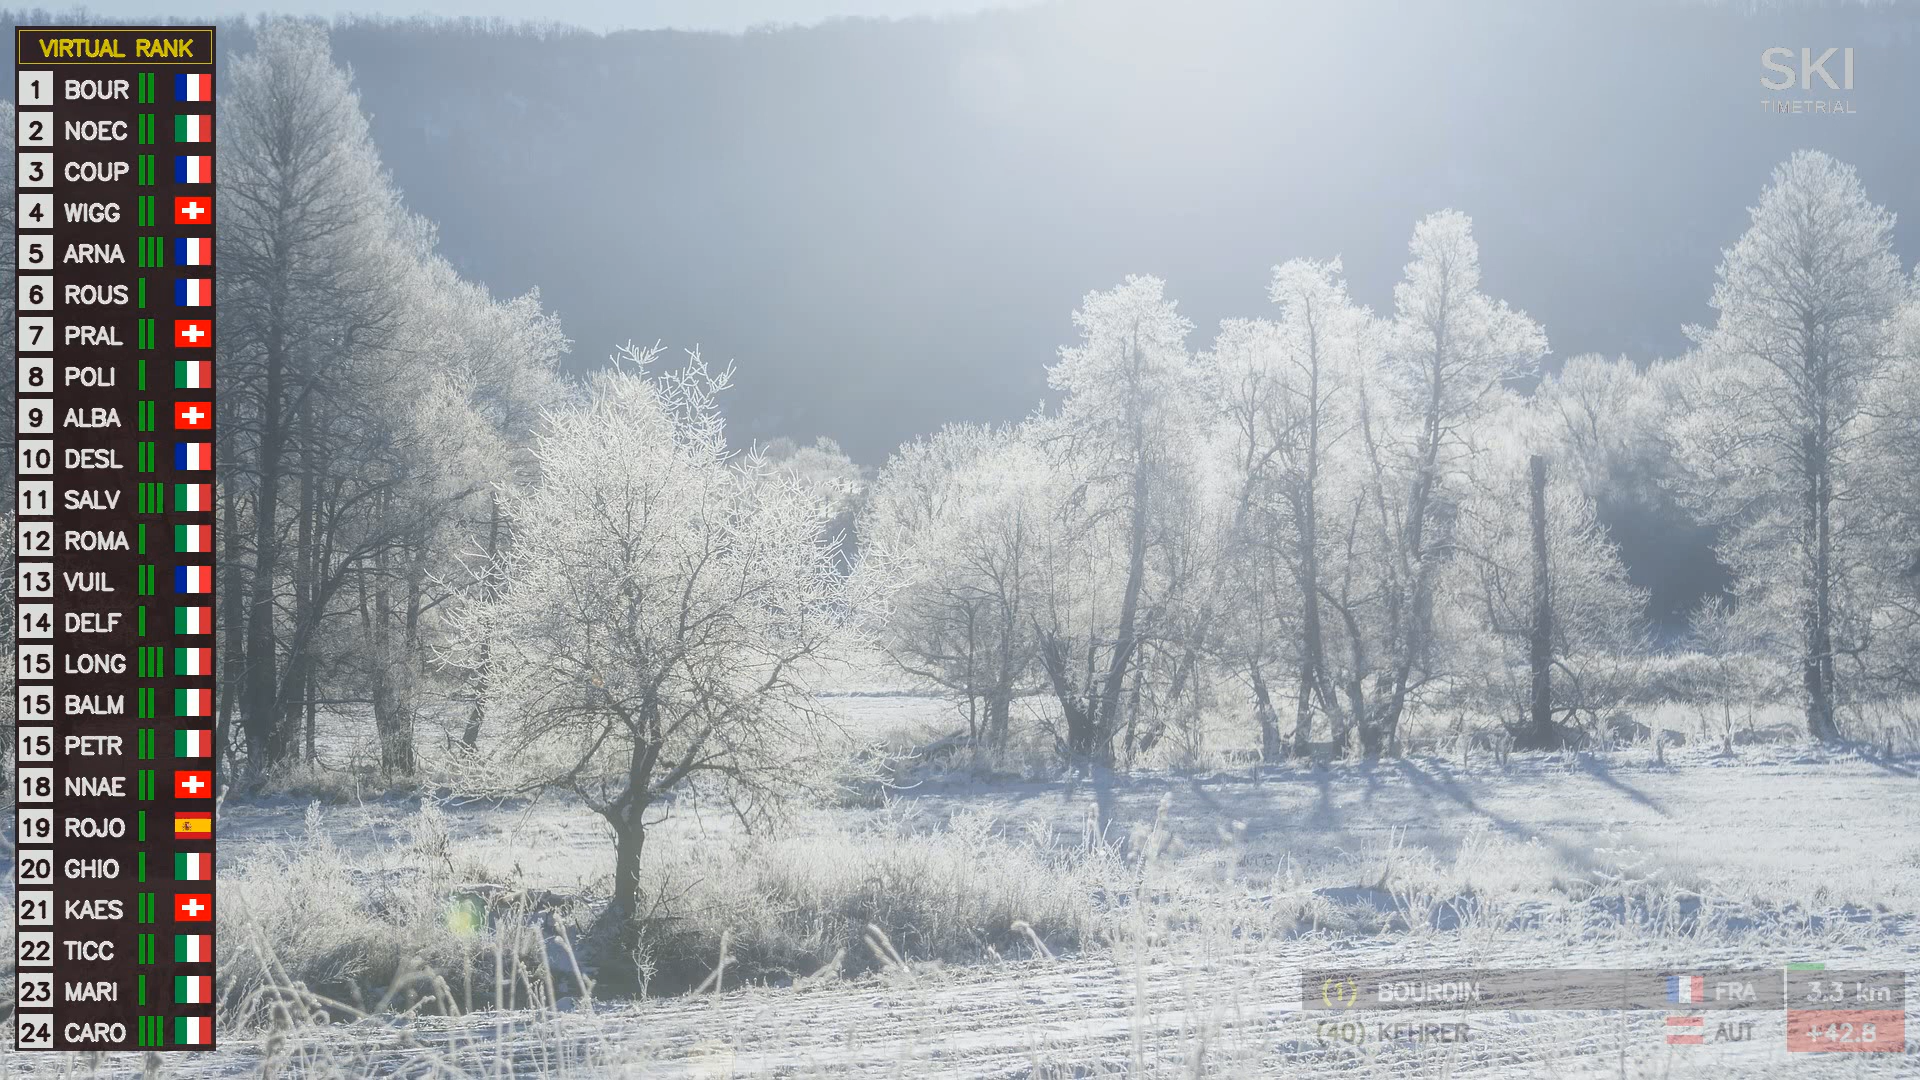 VIRTUAL RANK
1 BOUR
2 NOEC
3 COUP
4 WIGG
5 ARNA
6 ROUS
7 PRAL
8 POLI
9 ALBA
10 DESL
11 SALV
12 ROMA
13 VUIL
14 DELF
15 LONG
15 BALM
15 PETR
18 NNAE
19 ROJO
20 GHIO
21 KAES
22 TICC
23 MARI
24 CARO
SKI
TIMETRIAL
(1) BOURDIN FRA 3.3 km
(40) KEHRER AUT +42.8